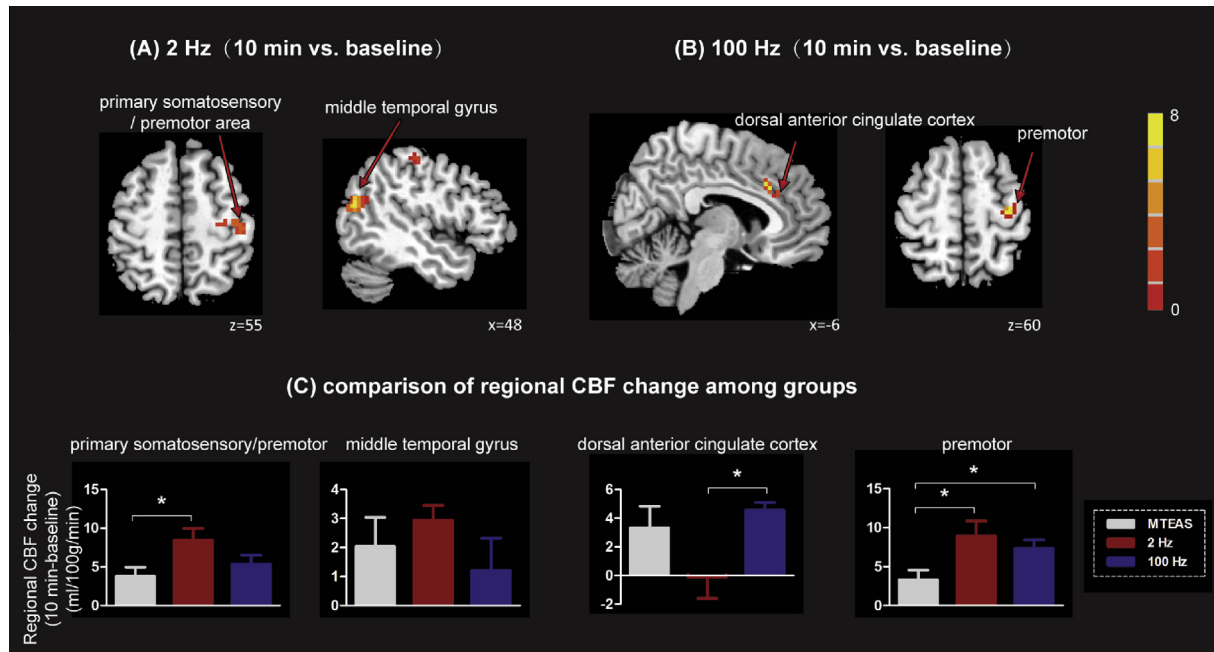 (A) 2 Hz（10 min vs. baseline）
(B) 100 Hz（10 min vs. baseline）
primary somatosensory
/ premotor area
middle temporal gyrus
dorsal anterior cingulate cortex
premotor
8
0
z=55
x=48
x=-6
z=60
(C) comparison of regional CBF change among groups
primary somatosensory/premotor
middle temporal gyrus
dorsal anterior cingulate cortex
premotor
Regional CBF change
(10 min-baseline)
(ml/100g/min)
15
10
5
0
*
4
3
2
1
0
6
4
2
0
-2
*
15
10
5
0
*
*
MTEAS
2 Hz
100 Hz